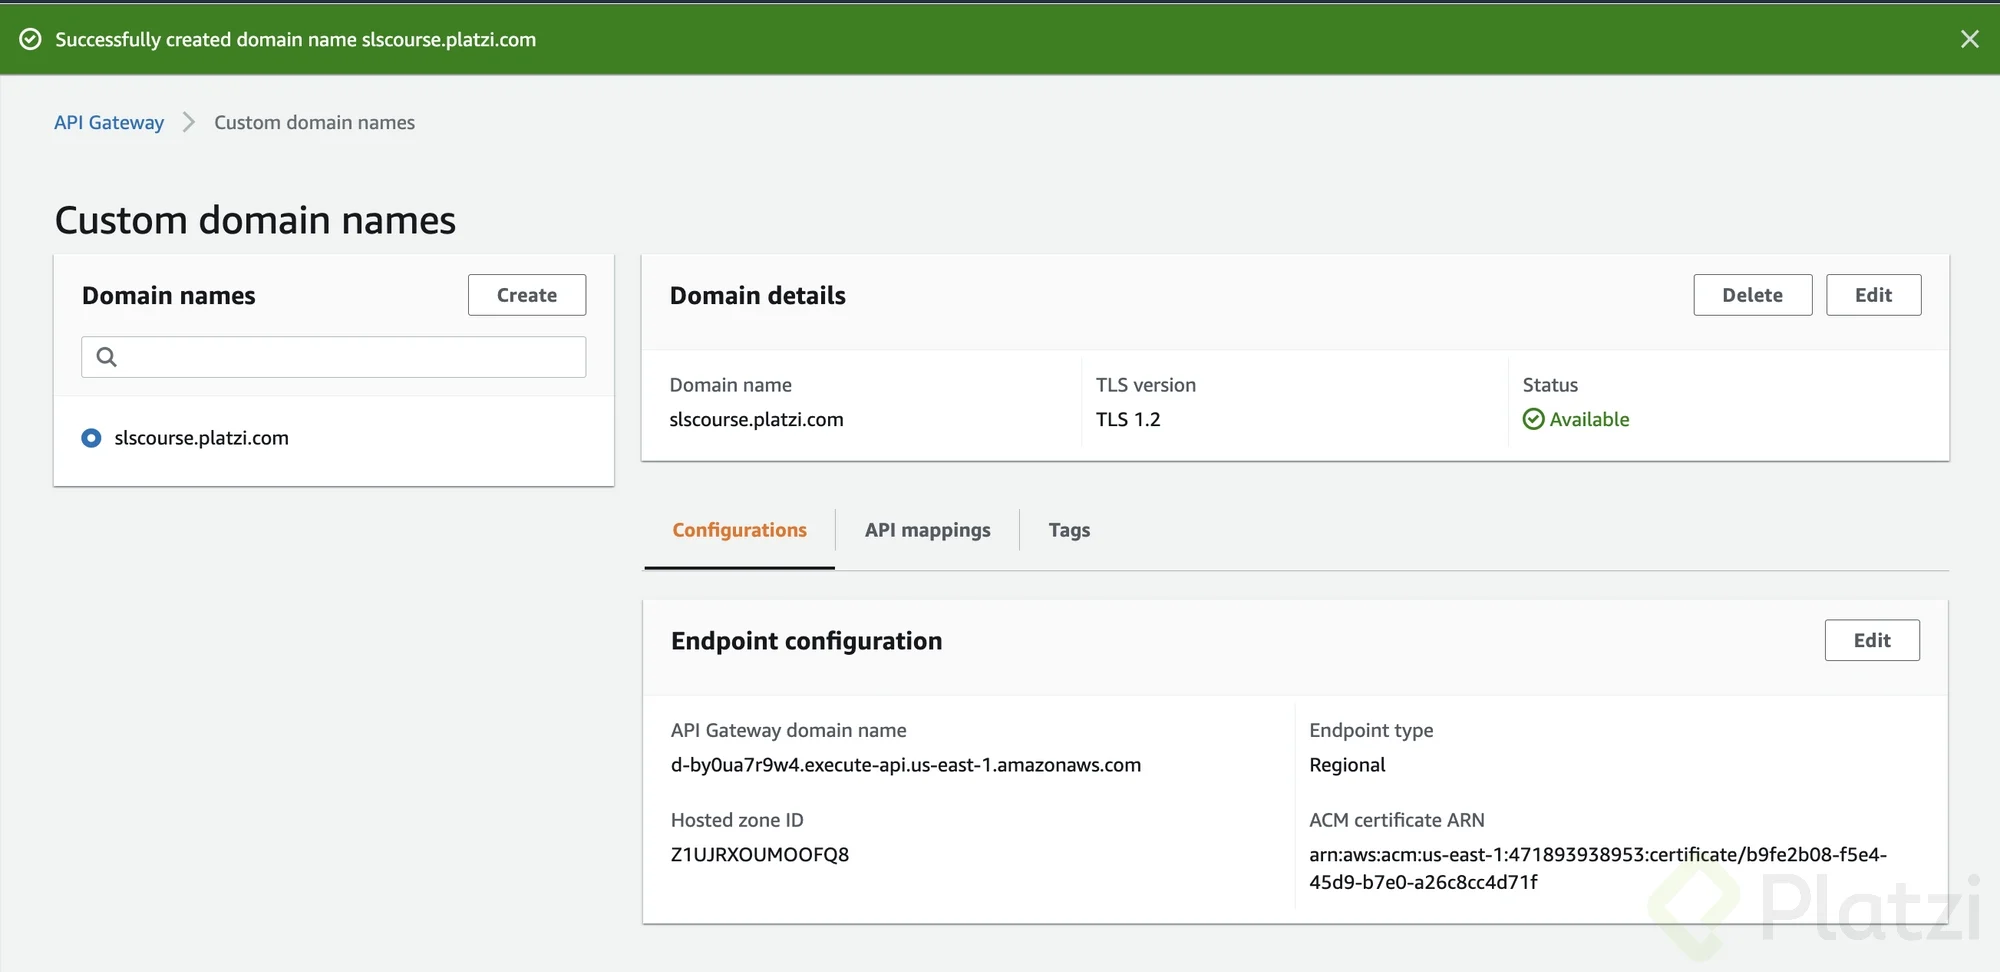 Successfully created domain name slscourse.platzi.com
API Gateway
Custom domain names
Custom domain names
Domain names
Create
slscourse.platzi.com
Domain details
Delete
Edit
Domain name
slscourse.platzi.com
TLS version
TLS 1.2
Status
Available
Configurations
API mappings
Tags
Endpoint configuration
Edit
API Gateway domain name
d-by0ua7r9w4.execute-api.us-east-1.amazonaws.com
Hosted zone ID
Z1UJRXOUMOOFQ8
Endpoint type
Regional
ACM certificate ARN
arn:aws:acm:us-east-1:471893938953:certificate/b9fe2b08-f5e4-
45d9-b7e0-a26c8cc4d71f
Platzi